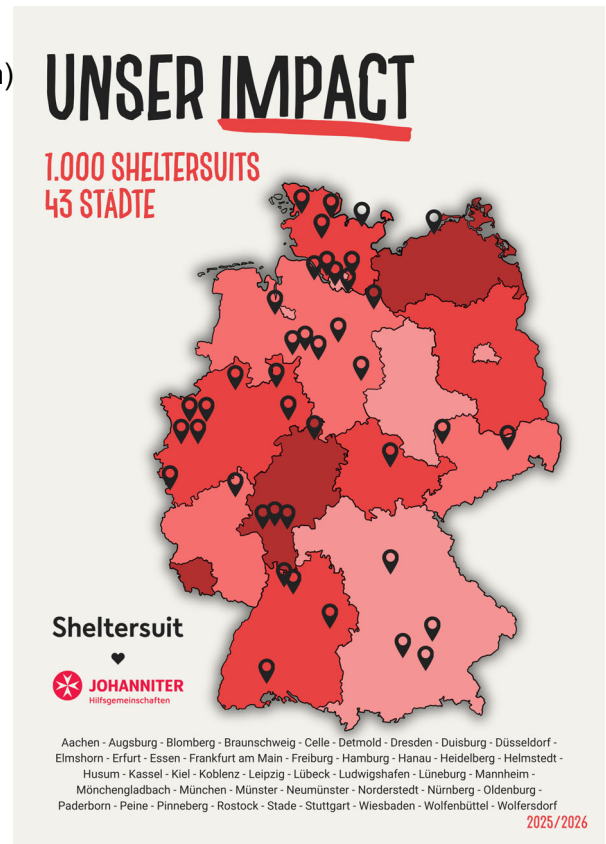 n)
UNSER IMPACT
1.000 SHELTERSUITS
43 STÄDTE
Sheltersuit
JOHANNITER
Hilfsgemeinschaften
Aachen - Augsburg - Blomberg - Braunschweig - Celle - Detmold - Dresden - Duisburg - Düsseldorf -
Elmshorn - Erfurt - Essen - Frankfurt am Main - Freiburg - Hamburg - Hanau - Heidelberg - Helmstedt -
Husum - Kassel - Kiel - Koblenz - Leipzig - Lübeck - Ludwigshafen - Lüneburg - Mannheim -
Mönchengladbach - München - Münster - Neumünster - Norderstedt - Nürnberg - Oldenburg -
Paderborn - Peine - Pinneberg - Rostock - Stade - Stuttgart - Wiesbaden - Wolfenbüttel - Wolfersdorf
2025/2026